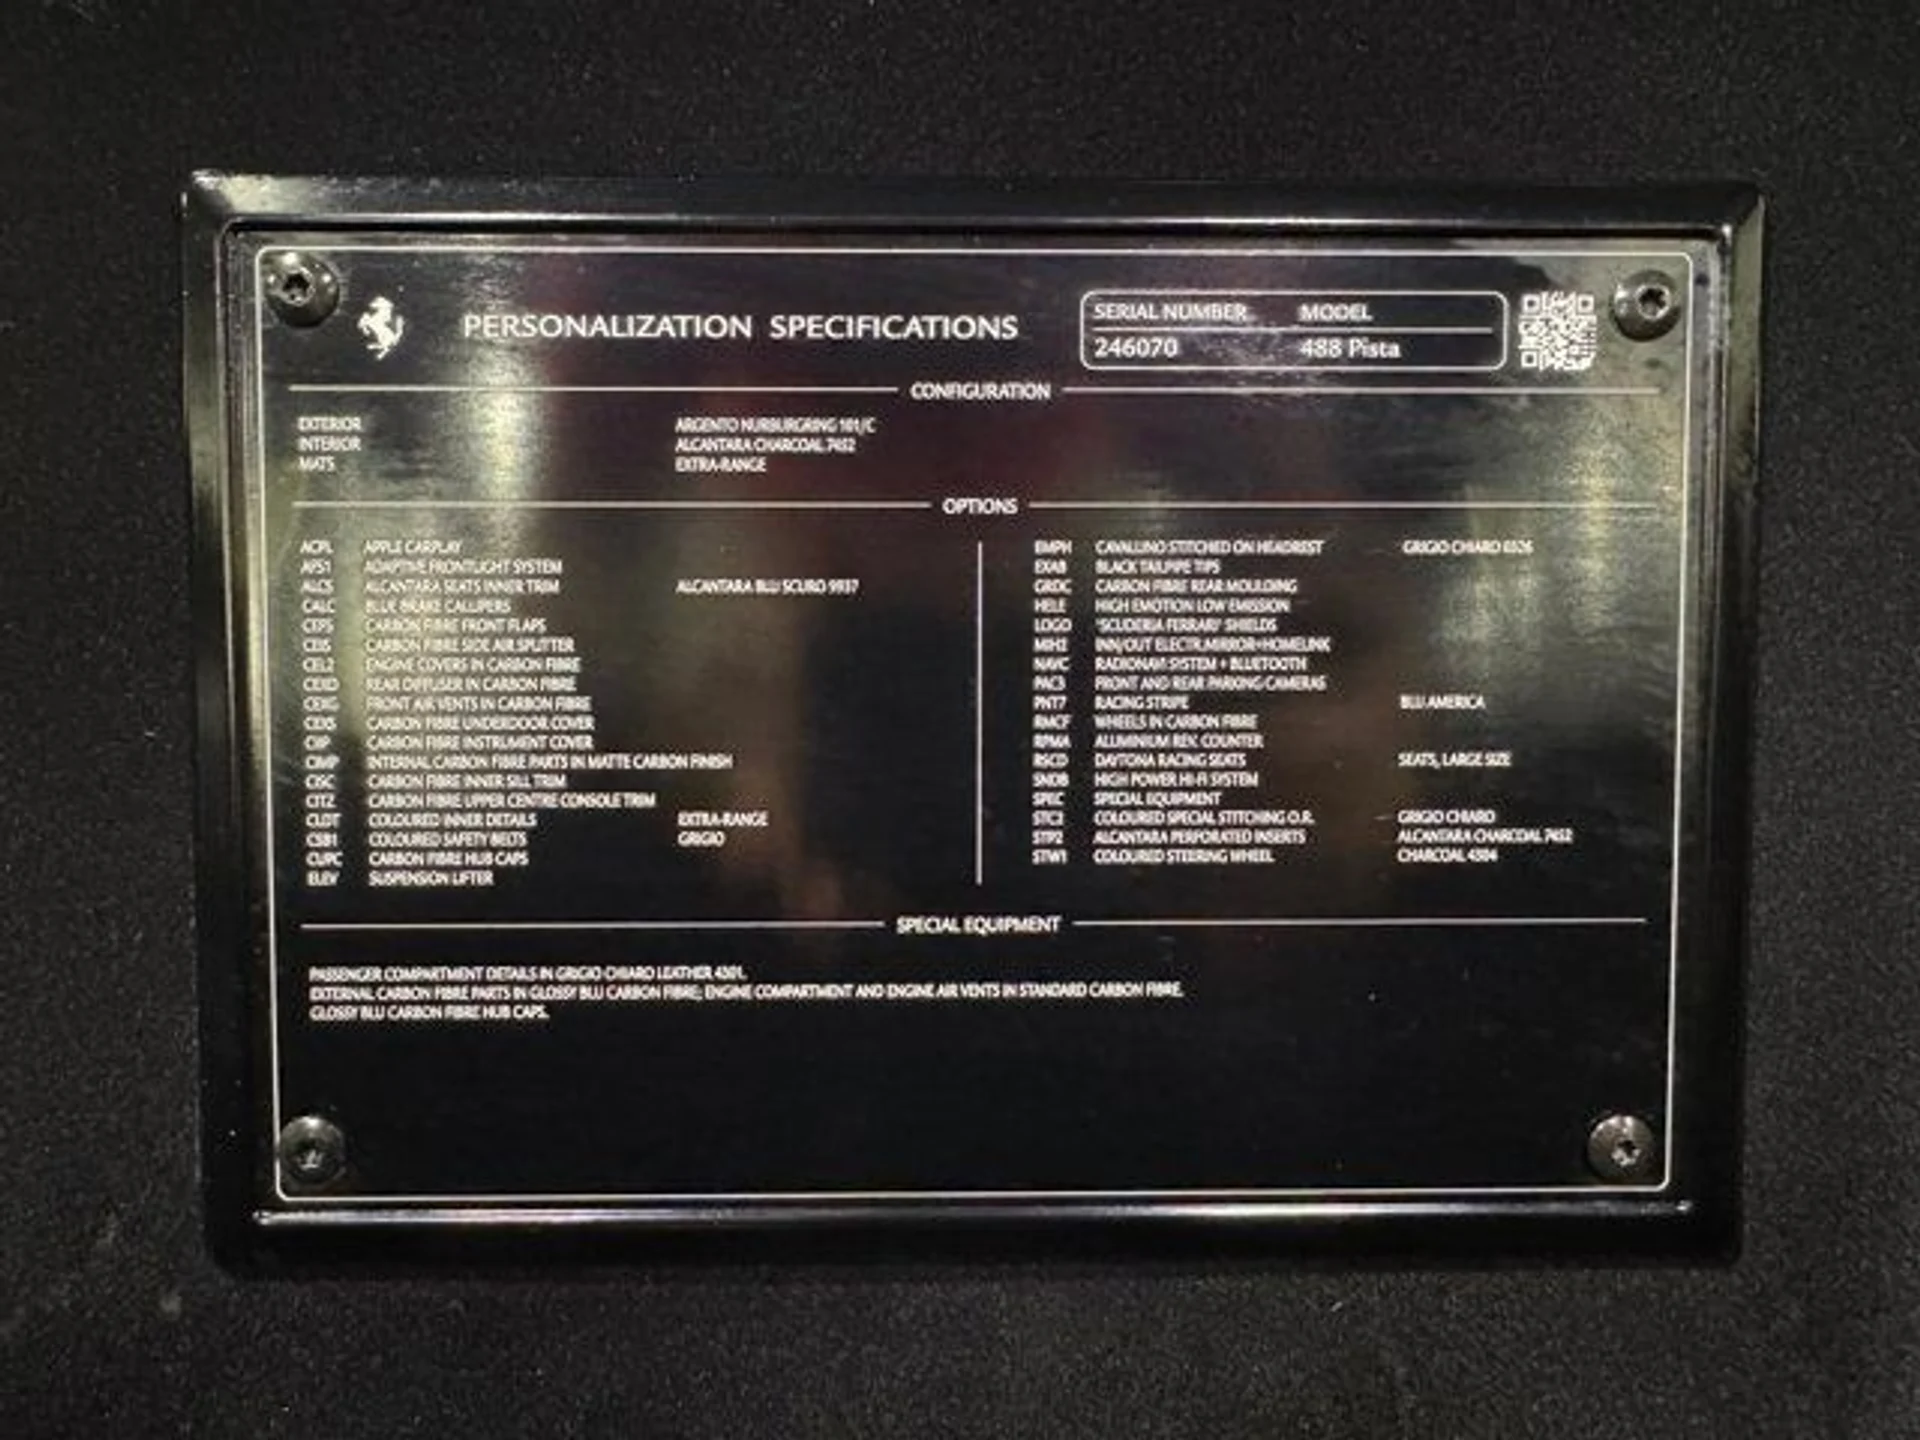 PERSONALIZATION SPECIFICATIONS
SERIAL NUMBER MODEL
246070 488 Pista
CONFIGURATION
EXTERIOR ARGENTO NURBURGRING 101/C
INTERIOR ALCANTARA CHARCOAL 7452
MATS EXTRA-RANGE
OPTIONS
ACPL APPLE CARPLAY
AFS1 ADAPTIVE FRONTLIGHT SYSTEM
ALCS ALCANTARA SEATS INNER TRIM ALCANTARA BLU SCURO 9937
CALC BLUE BRAKE CALLIPERS
CEFS CARBON FIBRE FRONT FLAPS
CEIS CARBON FIBRE SIDE AIR SPLITTER
CEL2 ENGINE COVERS IN CARBON FIBRE
CEXD REAR DIFFUSER IN CARBON FIBRE
CEXG FRONT AIR VENTS IN CARBON FIBRE
CEXS CARBON FIBRE UNDERDOOR COVER
CIIP CARBON FIBRE INSTRUMENT COVER
CIMP INTERNAL CARBON FIBRE PARTS IN MATTE CARBON FINISH
CISC CARBON FIBRE INNER SILL TRIM
CITZ CARBON FIBRE UPPER CENTRE CONSOLE TRIM
CLDT COLOURED INNER DETAILS EXTRA-RANGE
CSB1 COLOURED SAFETY BELTS GRIGIO
CUPC CARBON FIBRE HUB CAPS
ELEV SUSPENSION LIFTER
EMPH CAVALLINO STITCHED ON HEADREST GRIGIO CHIARO
EXAB BLACK TAILPIPE TIPS
GRDC CARBON FIBRE REAR MOULDING
HELE HIGH EMOTION LOW EMISSION
LOGO "SCUDERIA FERRARI" SHIELDS
MIH2 INN/OUT ELECTR.MIRROR+HOMELINK
NAVC RADIONAVI SYSTEM + BLUETOOTH
PAC3 FRONT AND REAR PARKING CAMERAS
PNT7 RACING STRIPE BLU AMERICA
RMCF WHEELS IN CARBON FIBRE
RPMA ALUMINIUM REV. COUNTER
RSCD DAYTONA RACING SEATS SEATS, LARGE SIZE
SNDB HIGH POWER HI-FI SYSTEM
SPEC SPECIAL EQUIPMENT
STC2 COLOURED SPECIAL STITCHING O.R. GRIGIO CHIARO
STP2 ALCANTARA PERFORATED INSERTS ALCANTARA CHARCOAL 7452
STW1 COLOURED STEERING WHEEL CHARCOAL 4304
SPECIAL EQUIPMENT
PASSENGER COMPARTMENT DETAILS IN GRIGIO CHIARO LEATHER 4301.
EXTERNAL CARBON FIBRE PARTS IN GLOSSY BLU CARBON FIBRE; ENGINE COMPARTMENT AND ENGINE AIR VENTS IN STANDARD CARBON FIBRE.
GLOSSY BLU CARBON FIBRE HUB CAPS.